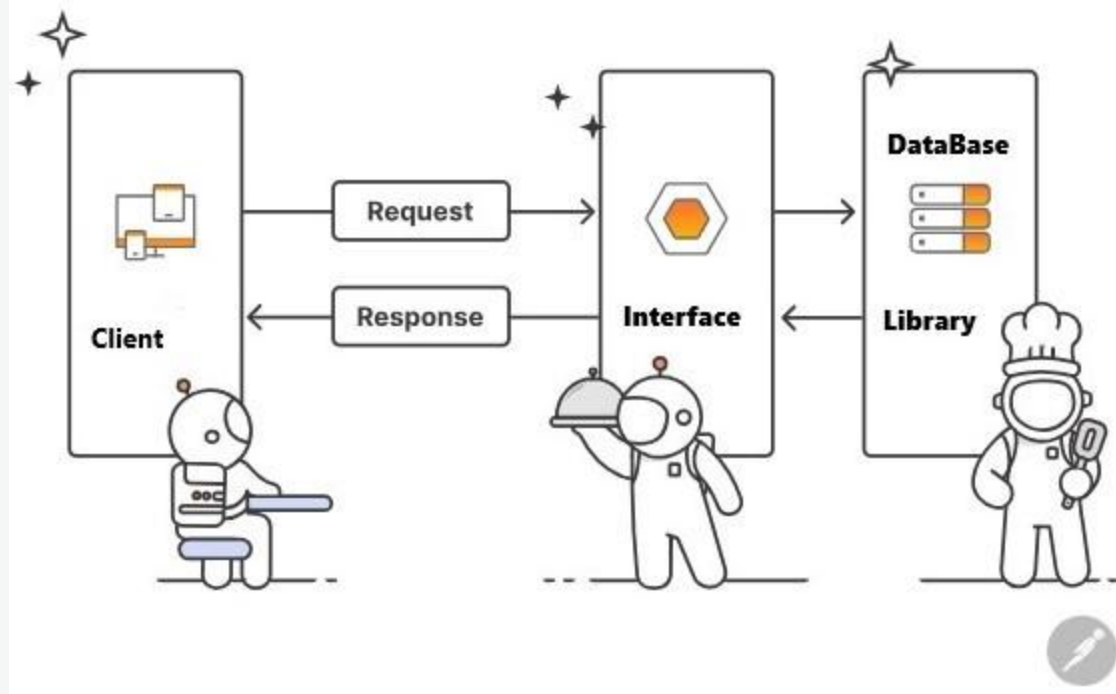 DataBase
Request
Response
Interface
Library
Client